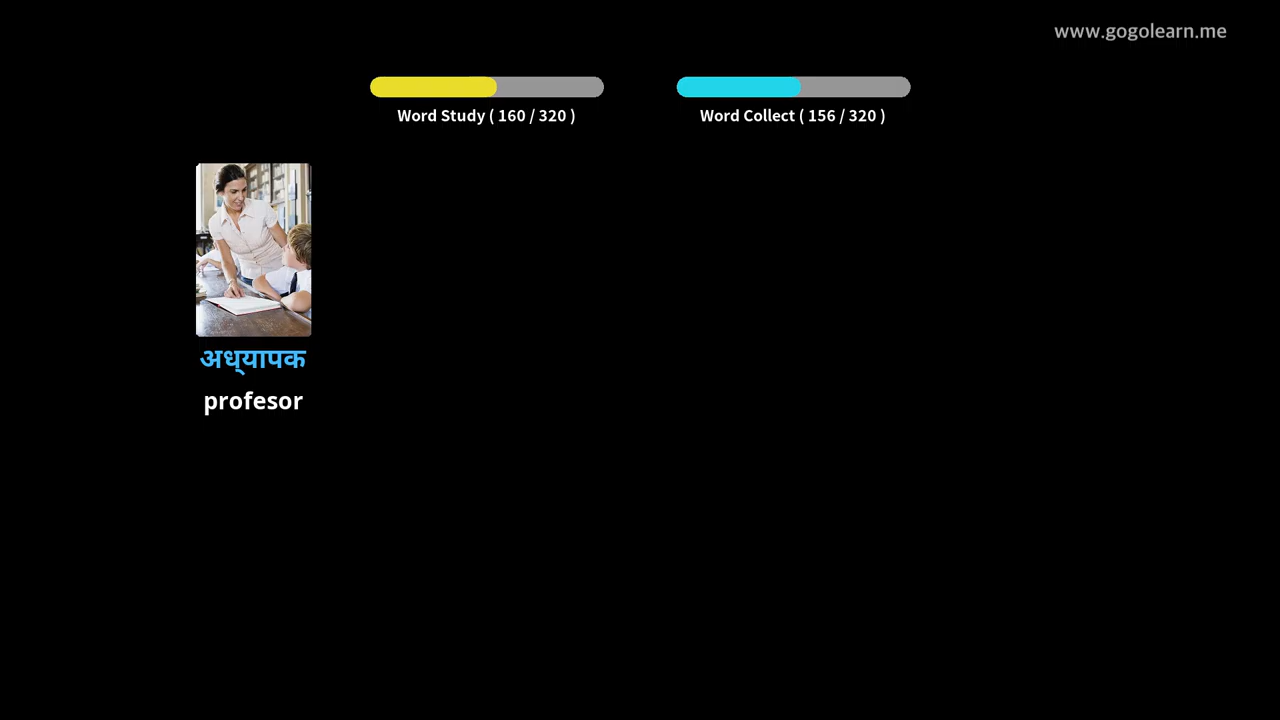 www.gogolearn.me
Word Study ( 160 / 320 )
Word Collect ( 156 / 320 )
अध्यापक
profesor